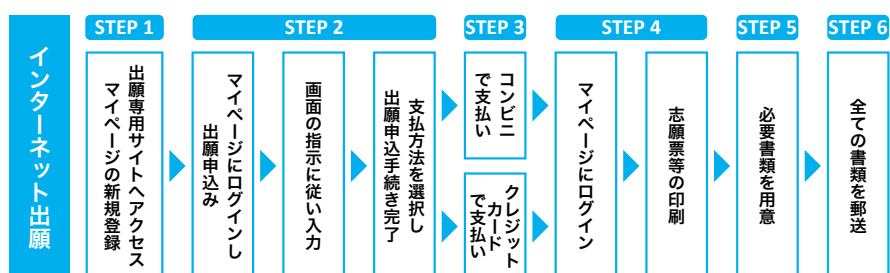 インターネット出願
STEP 1
出願専用サイトへアクセス
マイページの新規登録
STEP 2
マイページにログインし
出願申込み
画面の指示に従い入力
支払方法を選択し
出願申込手続き完了
STEP 3
コンビニ
で支払い
クレジット
カード
で支払い
STEP 4
マイページにログイン
志願票等の印刷
STEP 5
必要書類を用意
STEP 6
全ての書類を郵送